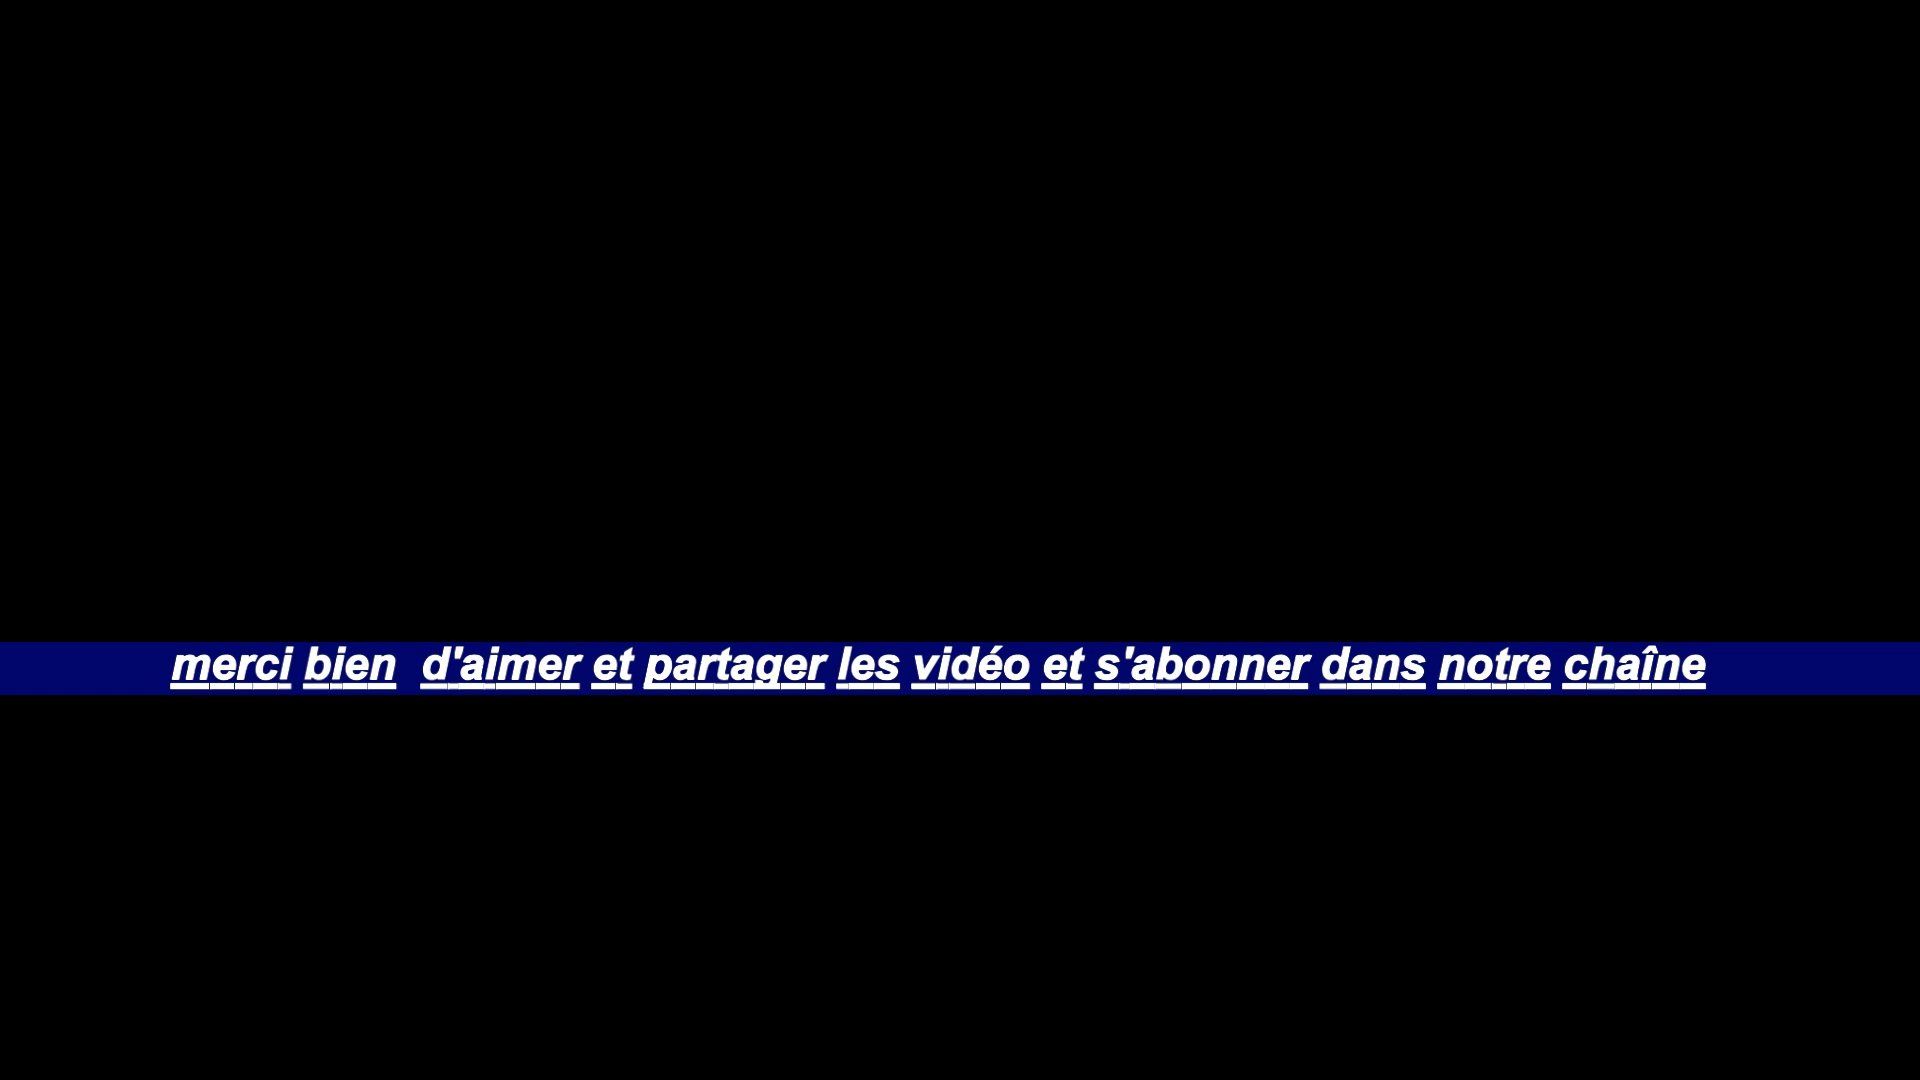 merci bien  d'aimer et partager les vidéo et s'abonner dans notre chaîne